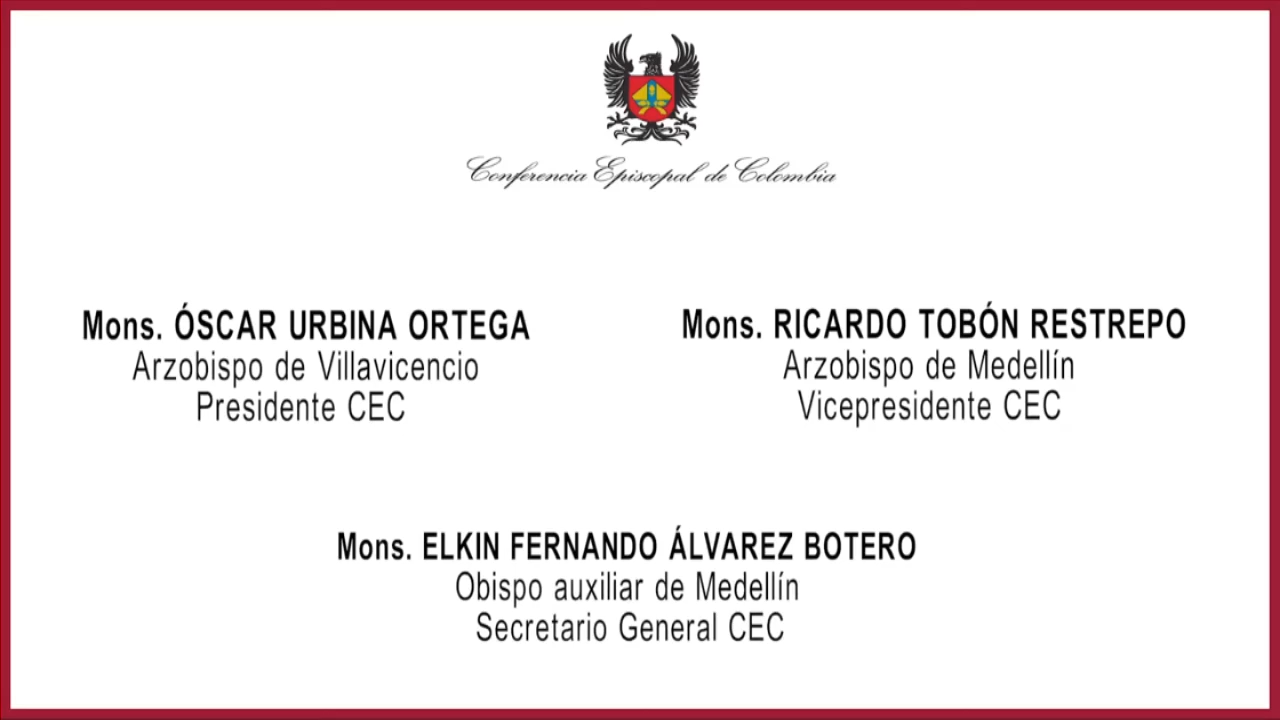 Conferencia Episcopal de Colombia
Mons. ÓSCAR URBINA ORTEGA
Arzobispo de Villavicencio
Presidente CEC
Mons. RICARDO TOBÓN RESTREPO
Arzobispo de Medellín
Vicepresidente CEC
Mons. ELKIN FERNANDO ÁLVAREZ BOTERO
Obispo auxiliar de Medellín
Secretario General CEC